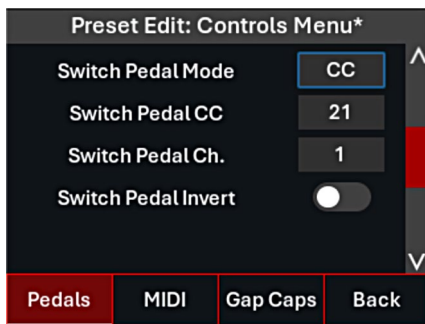 Preset Edit: Controls Menu*
Switch Pedal Mode CC
Switch Pedal CC 21
Switch Pedal Ch. 1
Switch Pedal Invert
Pedals MIDI Gap Caps Back